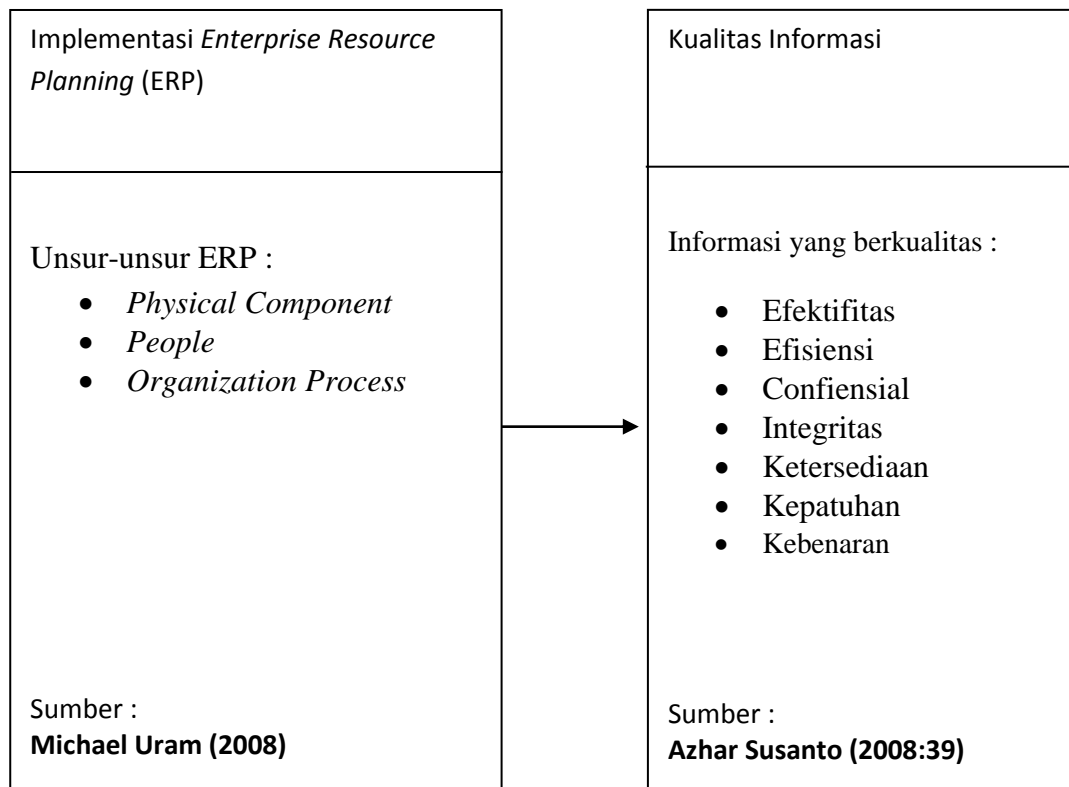 Implementasi Enterprise Resource
Planning (ERP)
Unsur-unsur ERP :
• Physical Component
• People
• Organization Process
Sumber :
Michael Uram (2008)
Kualitas Informasi
Informasi yang berkualitas :
• Efektifitas
• Efisiensi
• Confiensial
• Integritas
• Ketersediaan
• Kepatuhan
• Kebenaran
Sumber :
Azhar Susanto (2008:39)